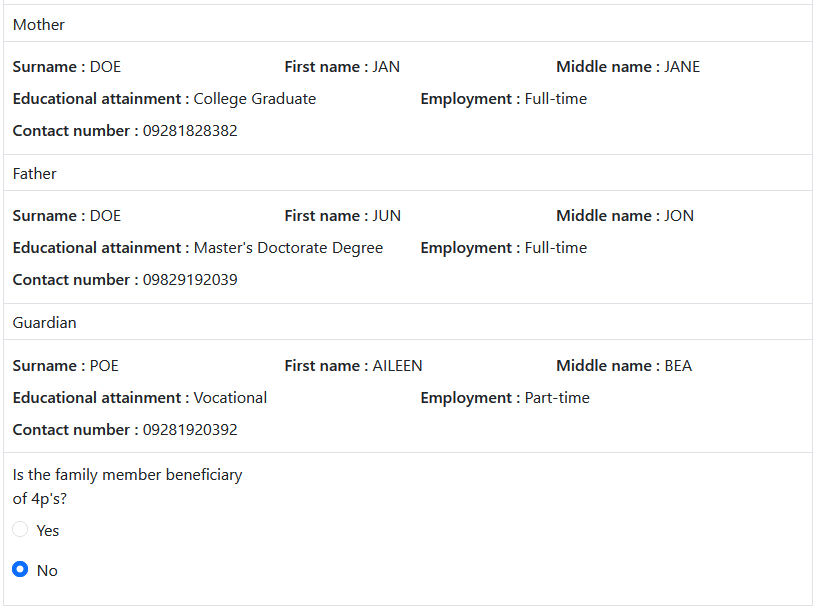 Mother
Surname : DOE First name : JAN Middle name : JANE
Educational attainment : College Graduate Employment : Full-time
Contact number : 09281828382
Father
Surname : DOE First name : JUN Middle name : JON
Educational attainment : Master's Doctorate Degree Employment : Full-time
Contact number : 09829192039
Guardian
Surname : POE First name : AILEEN Middle name : BEA
Educational attainment : Vocational Employment : Part-time
Contact number : 09281920392
Is the family member beneficiary
of 4p's?
Yes
No